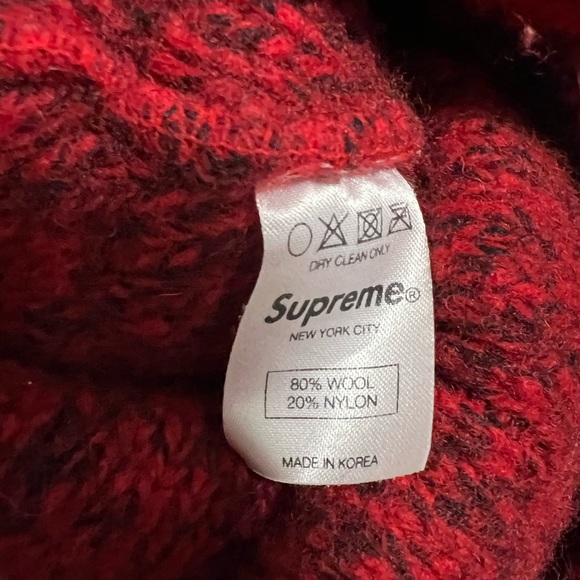 DRY CLEAN ONLY
Supreme®
NEW YORK CITY
80% WOOL
20% NYLON
MADE IN KOREA